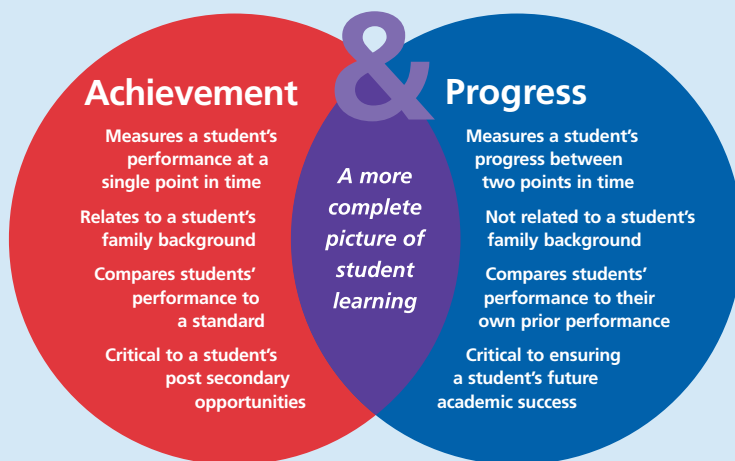 &
Achievement
Measures a student's
performance at a
single point in time
Relates to a student's
family background
Compares students'
performance to
a standard
Critical to a student's
post secondary
opportunities
A more
complete
picture of
student
learning
Progress
Measures a student's
progress between
two points in time
Not related to a student's
family background
Compares students'
performance to their
own prior performance
Critical to ensuring
a student's future
academic success